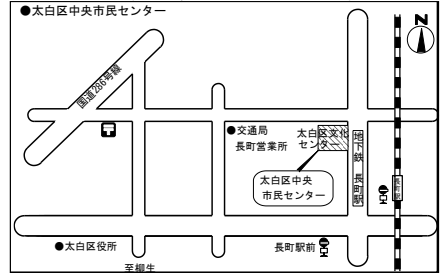 ●太白区中央市民センター
N
国道286号線
●交通局
長町営業所
太白区文化
センター
地下鉄 長町駅
長町駅
太白区中央
市民センター
●太白区役所
長町駅前
至柳生